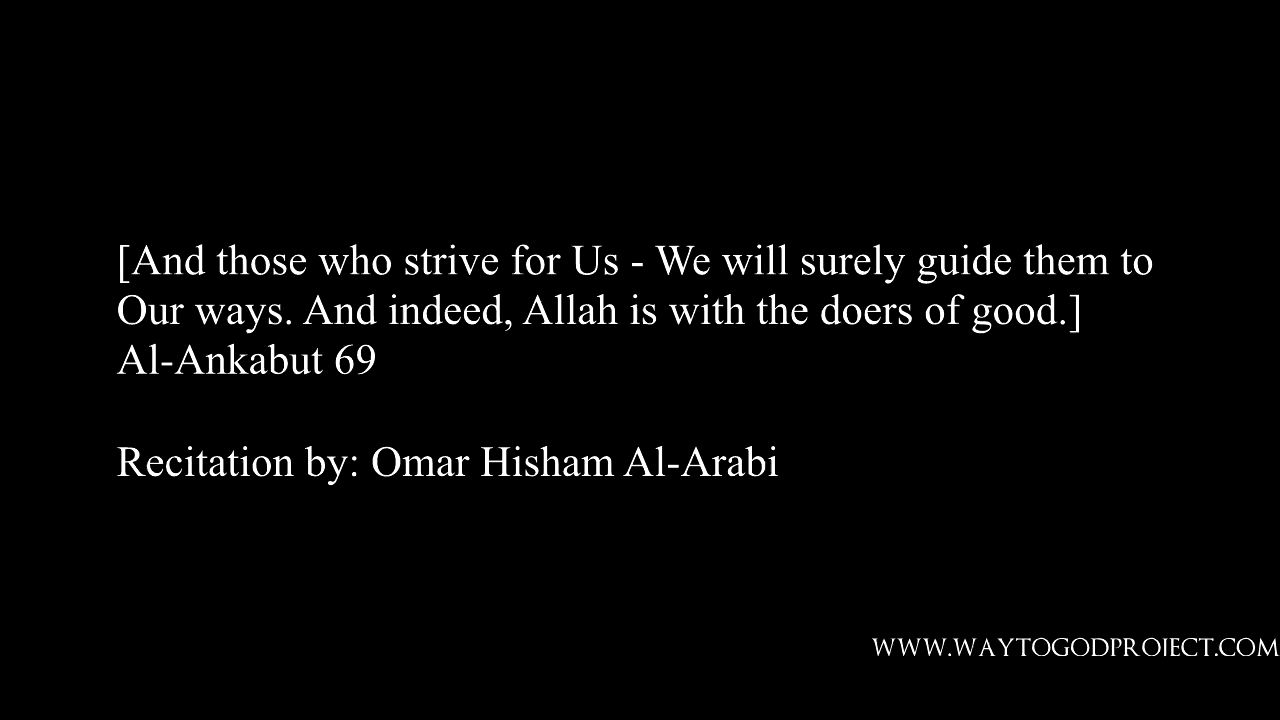 [And those who strive for Us - We will surely guide them to
Our ways. And indeed, Allah is with the doers of good.]
Al-Ankabut 69
Recitation by: Omar Hisham Al-Arabi
WWW.WAYTOGODPROJECT.COM